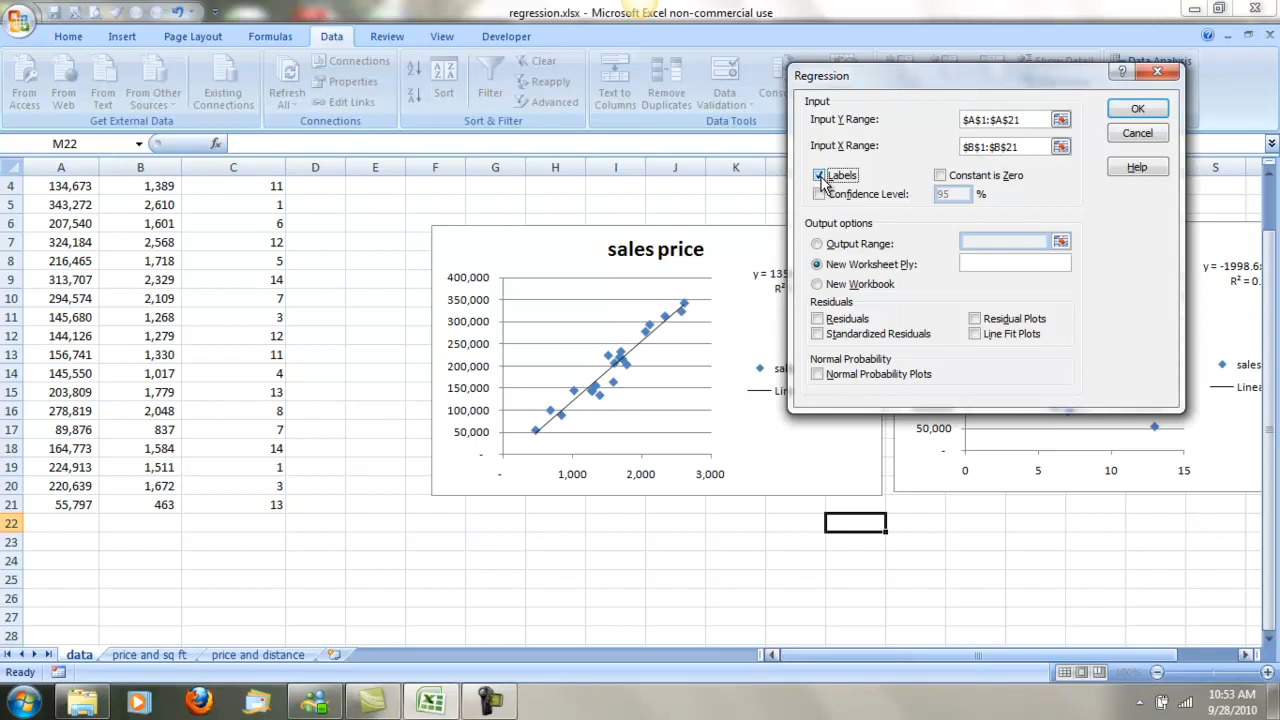 regression.xlsx - Microsoft Excel non-commercial use
Home Insert Page Layout Formulas Data Review View Developer
From Access
From Web
From Text
From Other Sources
Existing Connections
Get External Data
Refresh All
Connections
Properties
Edit Links
Connections
Sort
Filter
Clear
Reapply
Advanced
Sort & Filter
Text to Columns
Remove Duplicates
Data Validation
Data Tools
M22
fx
A B C D E F G H I J K S
4 134,673 1,389 11
5 343,272 2,610 1
6 207,540 1,601 6
7 324,184 2,568 12
8 216,465 1,718 5
9 313,707 2,329 14
10 294,574 2,109 7
11 145,680 1,268 3
12 144,126 1,279 12
13 156,741 1,330 11
14 145,550 1,017 4
15 203,809 1,779 13
16 278,819 2,048 8
17 89,876 837 7
18 164,773 1,584 14
19 224,913 1,511 1
20 220,639 1,672 3
21 55,797 463 13
22
23
24
25
26
27
28
sales price
400,000
350,000
300,000
250,000
200,000
150,000
100,000
50,000
-
- 1,000 2,000 3,000
y = 135
R² =
Regression
Input
Input Y Range: $A$1:$A$21
Input X Range: $B$1:$B$21
Labels
Constant is Zero
Confidence Level: 95 %
Output options
Output Range:
New Worksheet Ply:
New Workbook
Residuals
Residuals
Residual Plots
Standardized Residuals
Line Fit Plots
Normal Probability
Normal Probability Plots
OK
Cancel
Help
y = -1998.6
R² = 0.
sales
Linea
50,000
-
0 5 10 15
data price and sq ft price and distance
Ready
100%
10:53 AM
9/28/2010